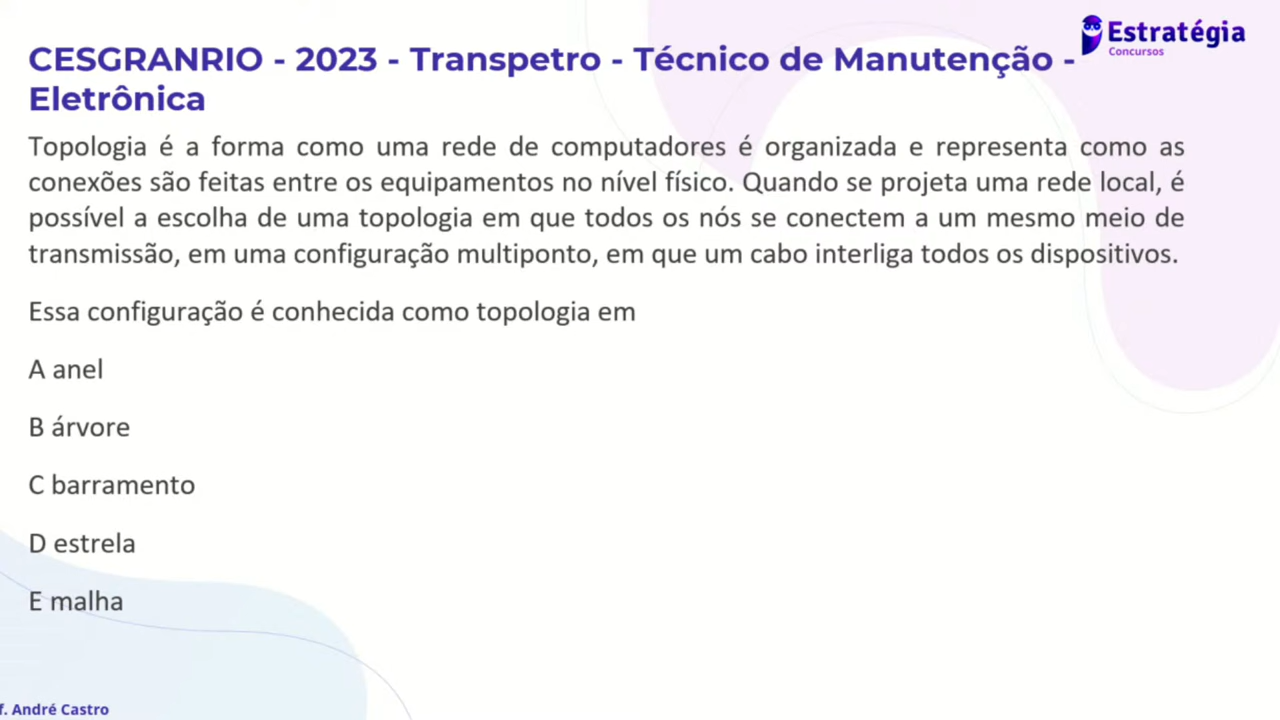 Estratégia
Concursos
CESGRANRIO - 2023 - Transpetro - Técnico de Manutenção -
Eletrônica
Topologia é a forma como uma rede de computadores é organizada e representa como as
conexões são feitas entre os equipamentos no nível físico. Quando se projeta uma rede local, é
possível a escolha de uma topologia em que todos os nós se conectem a um mesmo meio de
transmissão, em uma configuração multiponto, em que um cabo interliga todos os dispositivos.
Essa configuração é conhecida como topologia em
A anel
B árvore
C barramento
D estrela
E malha
f. André Castro